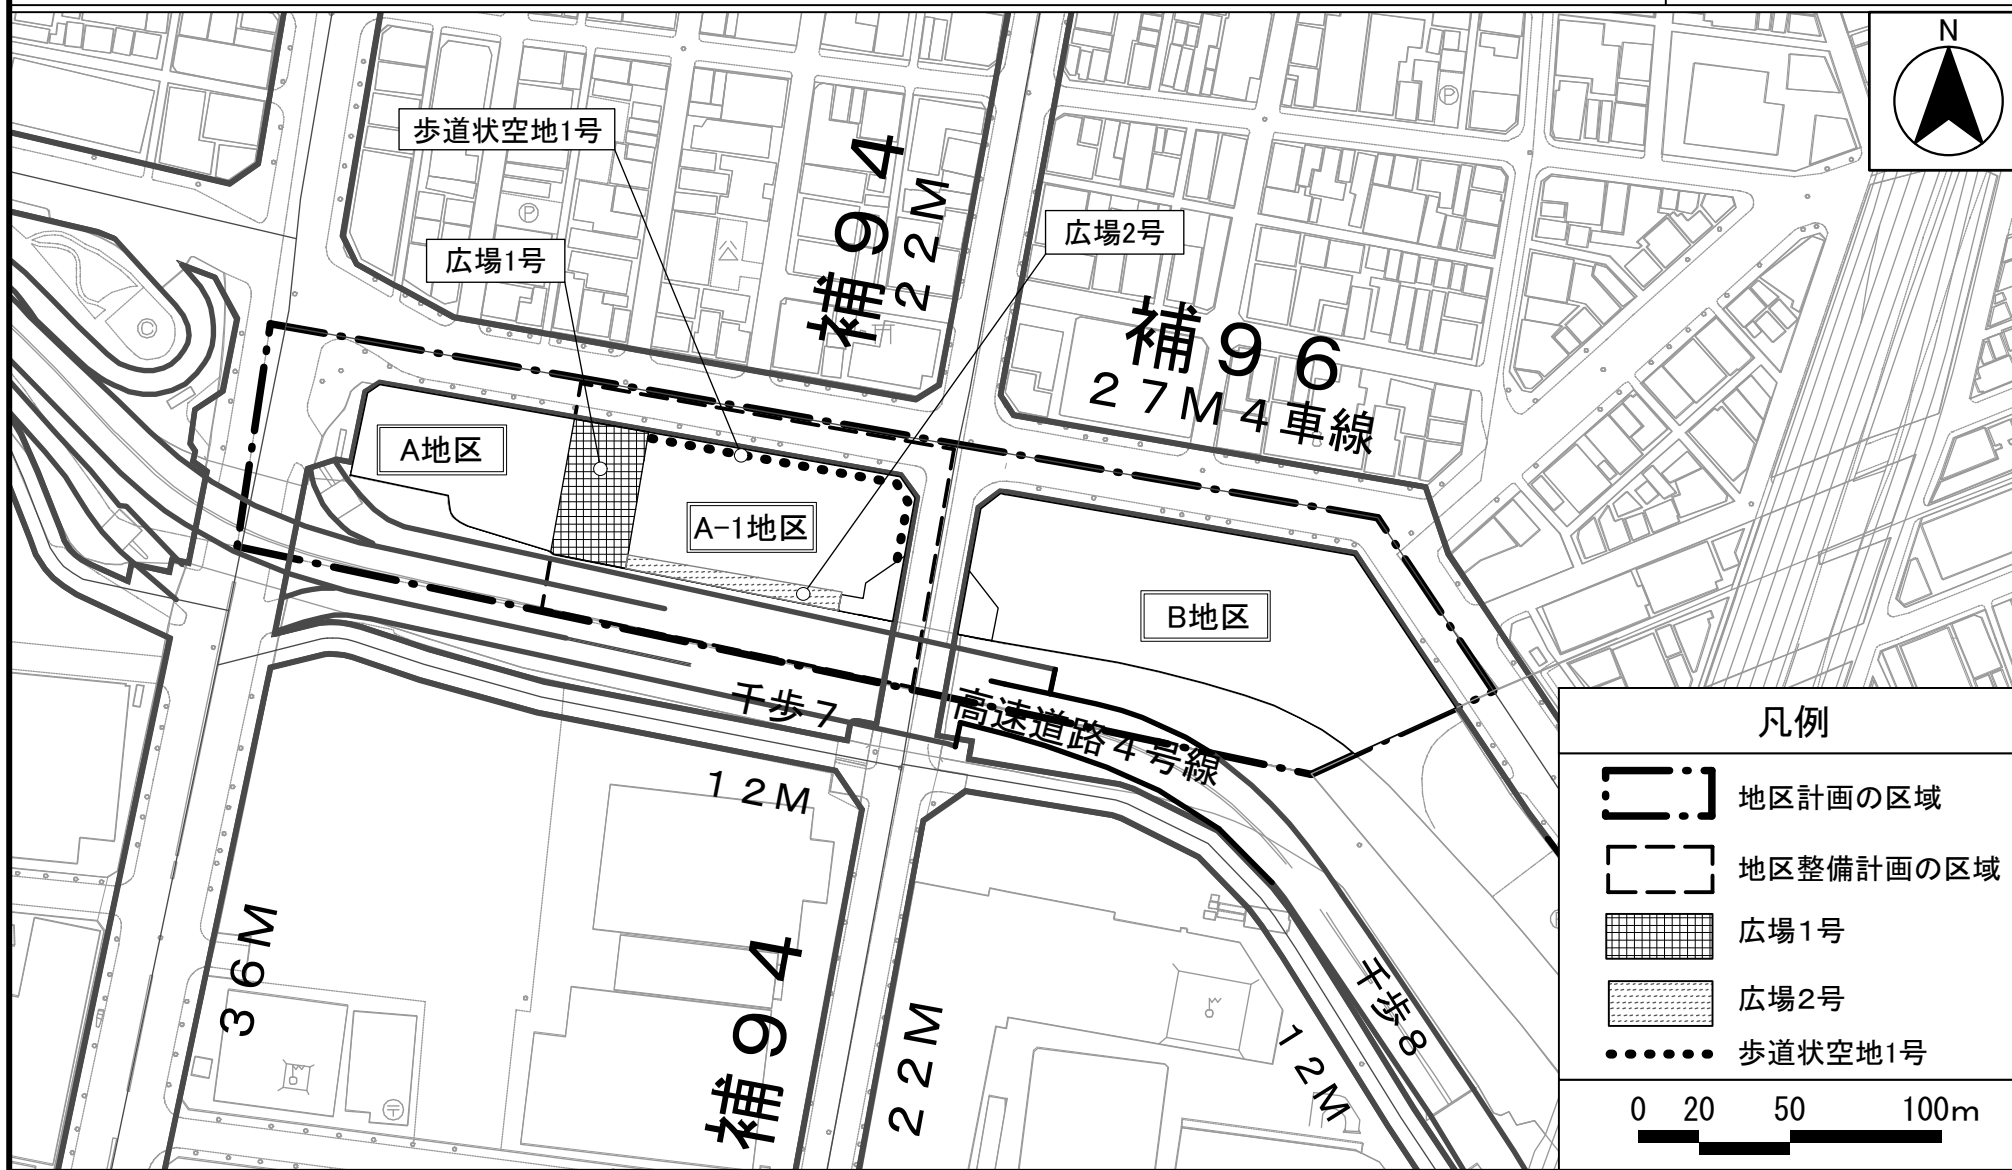 N
歩道状空地1号
補94
22M
広場2号
広場1号
補96
27M4車線
A地区
A-1地区
B地区
千歩7
高速道路4号線
12M
36M
補94
22M
千歩8
12M
凡例
地区計画の区域
地区整備計画の区域
広場1号
広場2号
歩道状空地1号
0 20 50 100m
P
P
C